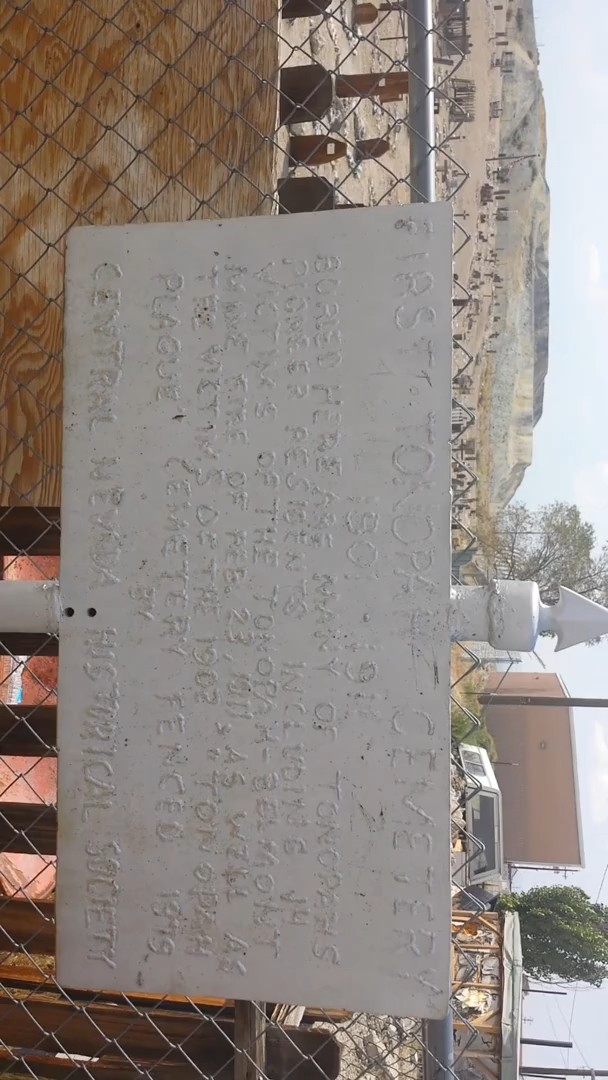 FIRST TONOPAH CEMETERY
1901 - 1911
BURIED HERE ARE MANY OF TONOPAHS
PIONEER RESIDENTS INCLUDING 14
VICTIMS OF THE TONOPAH-BELMONT
MINE FIRE OF FEB. 23, 1911 AS WELL AS
THE VICTIMS OF THE 1902 "TONOPAH
PLAGUE" CEMETERY FENCED 1979
BY
CENTRAL NEVADA HISTORICAL SOCIETY